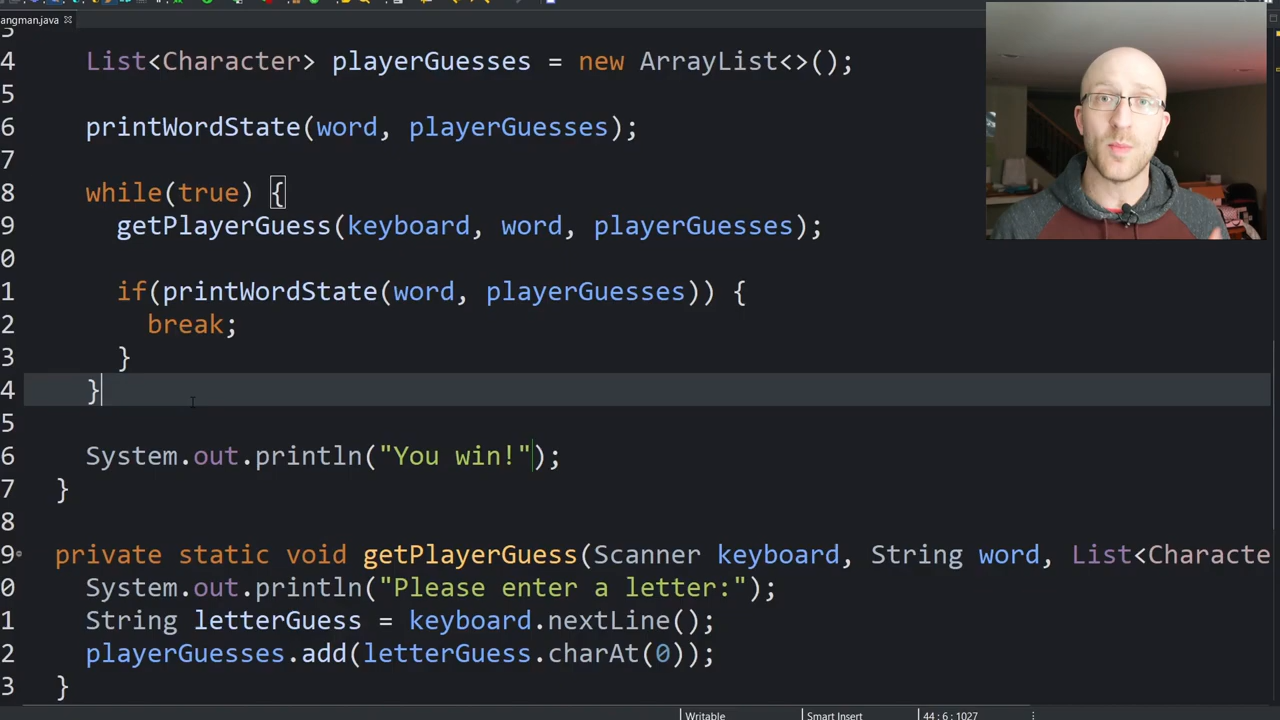 angman.java
3
4 List<Character> playerGuesses = new ArrayList<>();
5
6 printWordState(word, playerGuesses);
7
8 while(true) {
9 getPlayerGuess(keyboard, word, playerGuesses);
0
1 if(printWordState(word, playerGuesses)) {
2 break;
3 }
4 }
5
6 System.out.println("You win!");
7 }
8
9 private static void getPlayerGuess(Scanner keyboard, String word, List<Characte
0 System.out.println("Please enter a letter:");
1 String letterGuess = keyboard.nextLine();
2 playerGuesses.add(letterGuess.charAt(0));
3 }
Writable Smart Insert 44 : 6 : 1027